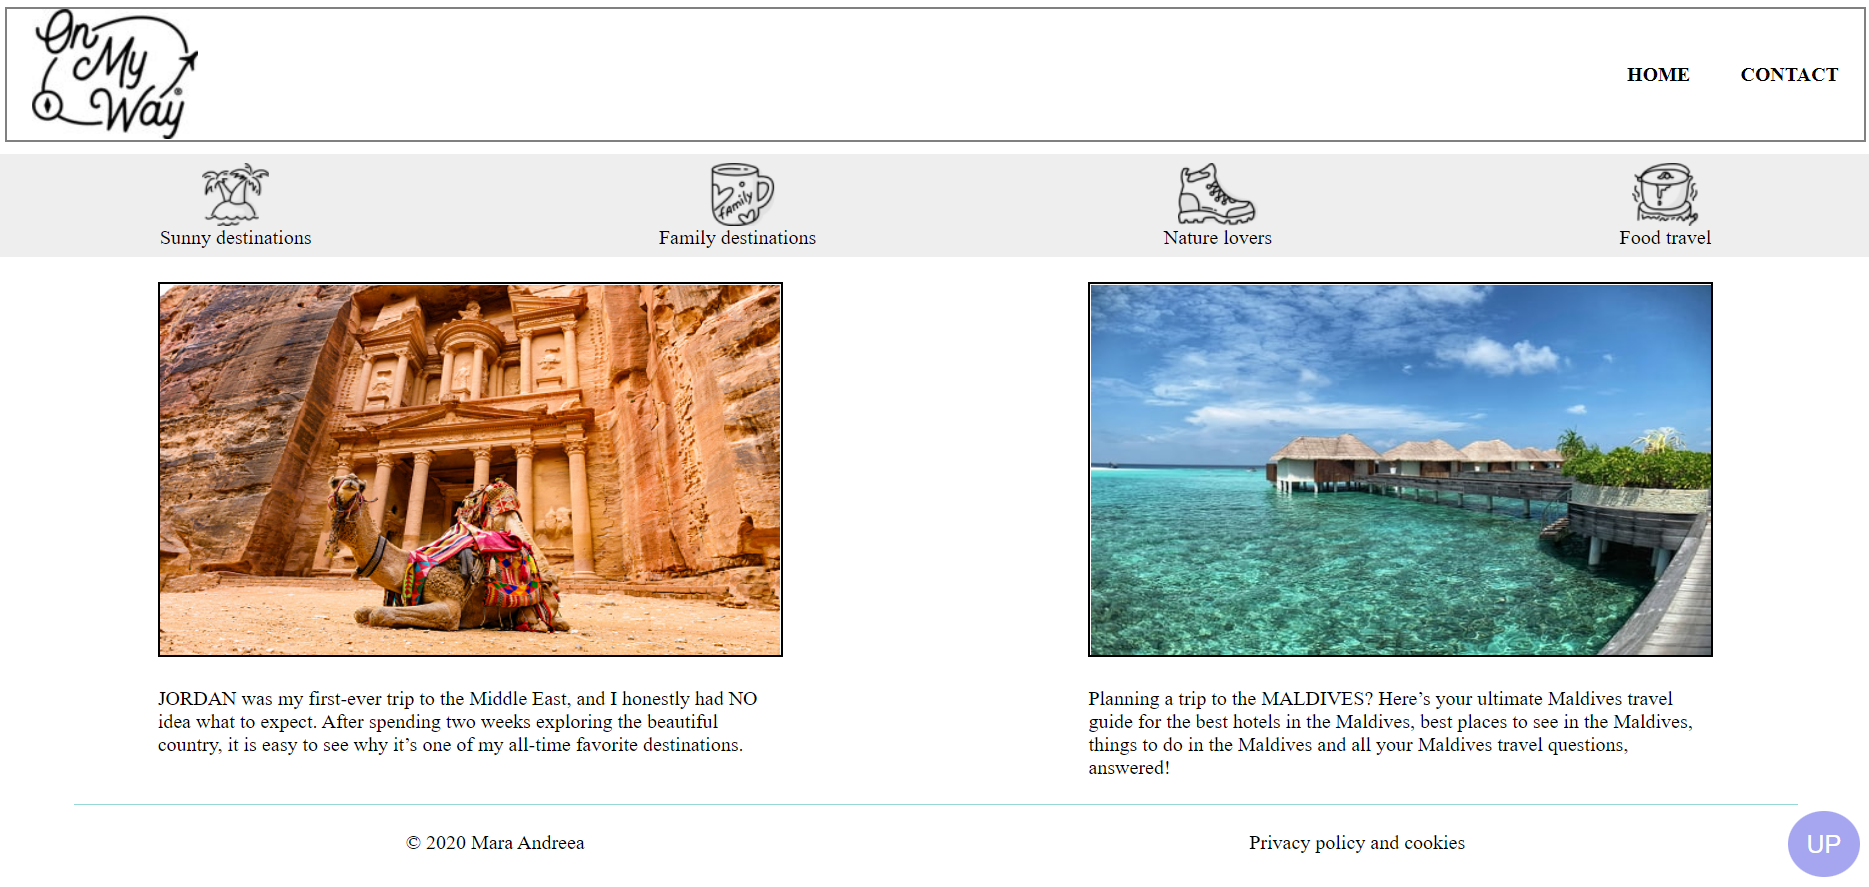 On
My
Way®
HOME CONTACT
family
Sunny destinations Family destinations Nature lovers Food travel
JORDAN was my first-ever trip to the Middle East, and I honestly had NO
idea what to expect. After spending two weeks exploring the beautiful
country, it is easy to see why it’s one of my all-time favorite destinations.
Planning a trip to the MALDIVES? Here’s your ultimate Maldives travel
guide for the best hotels in the Maldives, best places to see in the Maldives,
things to do in the Maldives and all your Maldives travel questions,
answered!
© 2020 Mara Andreea Privacy policy and cookies
UP